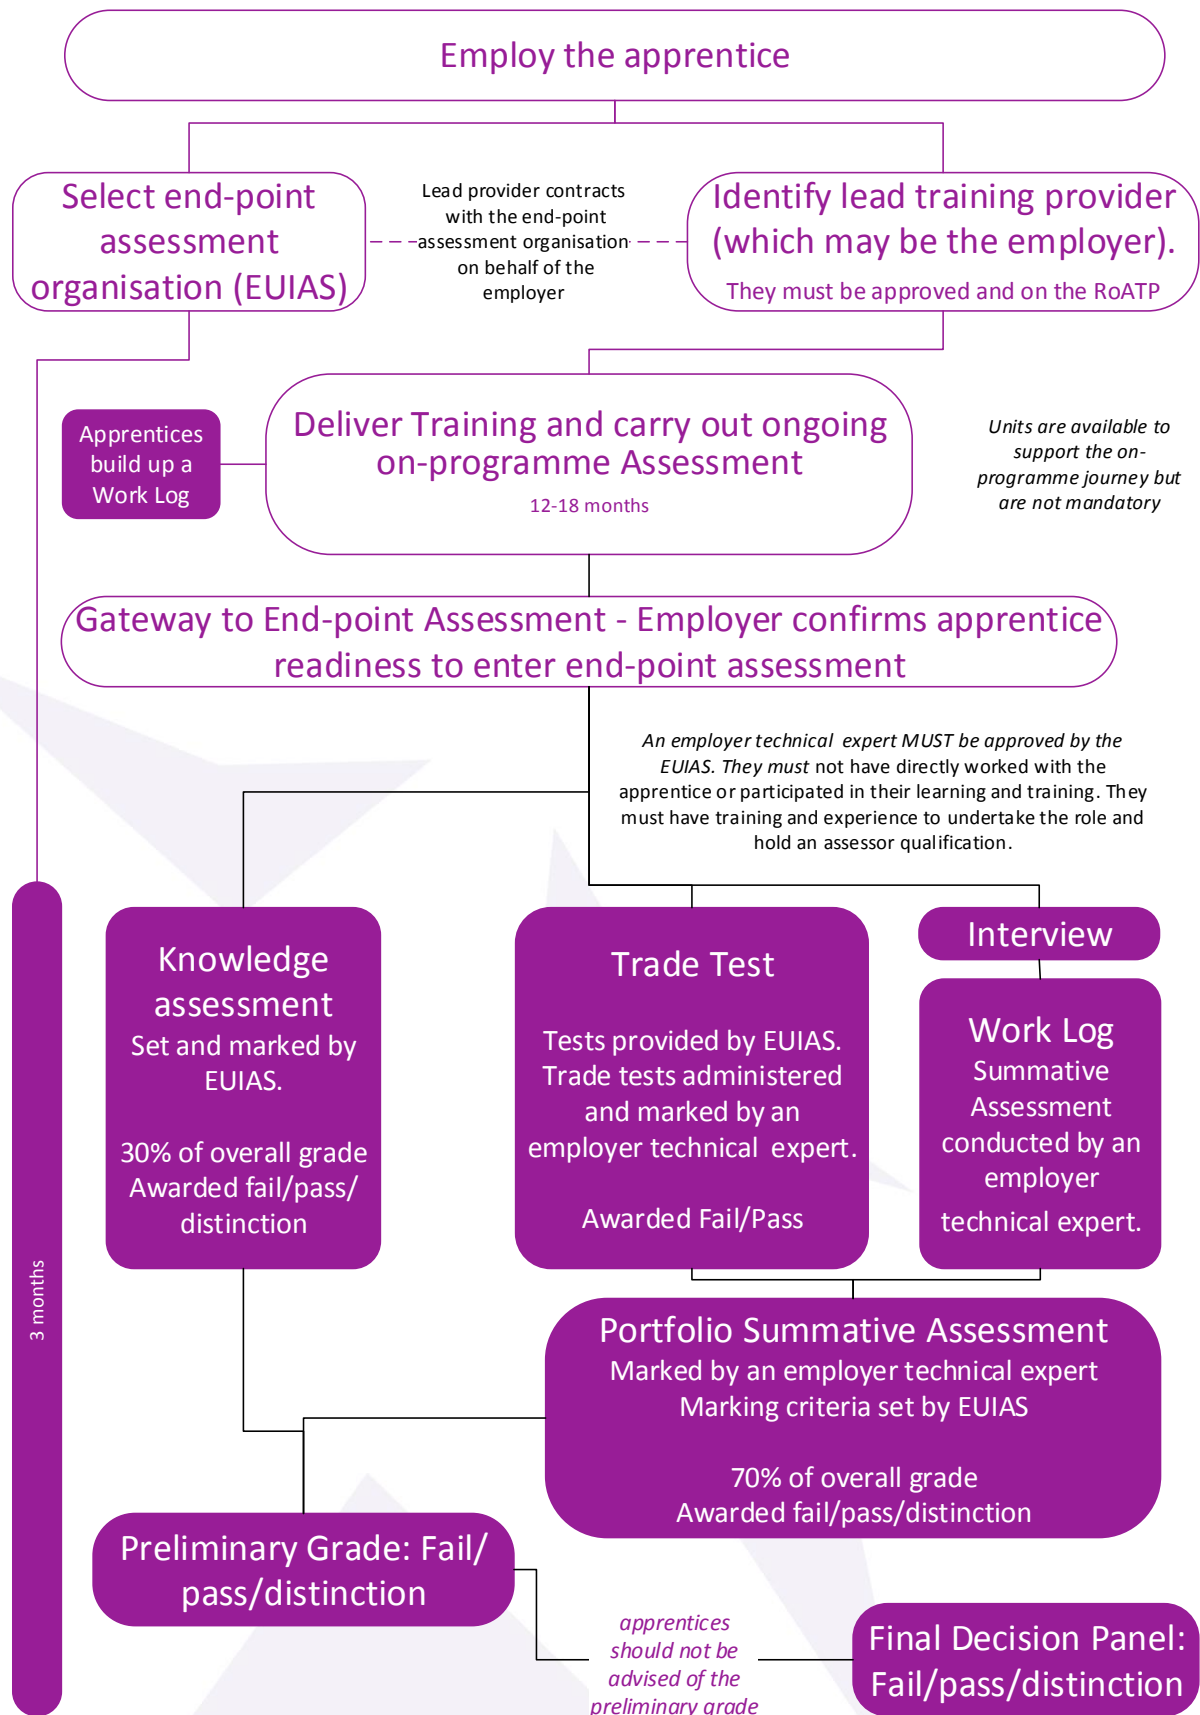 Employ the apprentice
Select end-point
assessment
organisation (EUIAS)
Lead provider contracts
with the end-point
assessment organisation
on behalf of the
employer
Identify lead training provider
(which may be the employer).
They must be approved and on the RoATP
Apprentices
build up a
Work Log
Deliver Training and carry out ongoing
on-programme Assessment
12-18 months
Units are available to
support the on-
programme journey but
are not mandatory
Gateway to End-point Assessment - Employer confirms apprentice
readiness to enter end-point assessment
An employer technical expert MUST be approved by the
EUIAS. They must not have directly worked with the
apprentice or participated in their learning and training. They
must have training and experience to undertake the role and
hold an assessor qualification.
3 months
Knowledge
assessment
Set and marked by
EUIAS.
30% of overall grade
Awarded fail/pass/
distinction
Trade Test
Tests provided by EUIAS.
Trade tests administered
and marked by an
employer technical expert.
Awarded Fail/Pass
Interview
Work Log
Summative
Assessment
conducted by an
employer
technical expert.
Portfolio Summative Assessment
Marked by an employer technical expert
Marking criteria set by EUIAS
70% of overall grade
Awarded fail/pass/distinction
Preliminary Grade: Fail/
pass/distinction
apprentices
should not be
advised of the
preliminary grade
Final Decision Panel:
Fail/pass/distinction